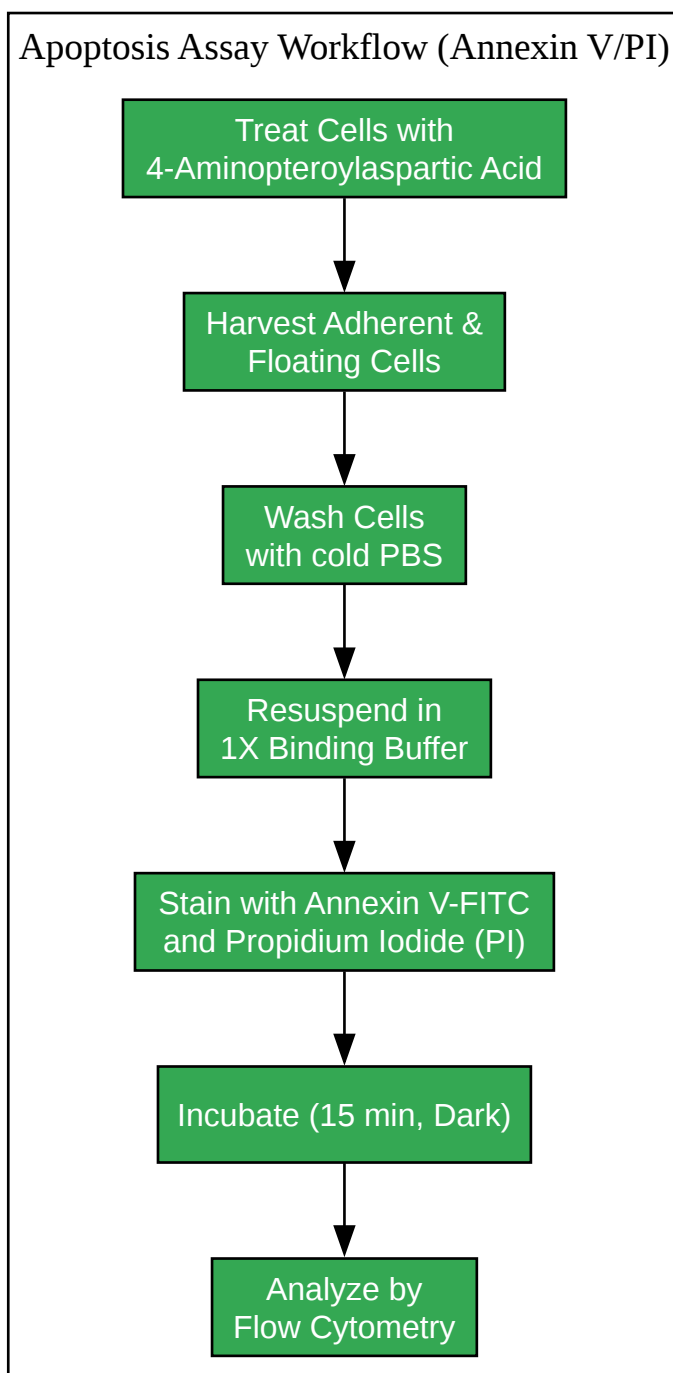 Apoptosis Assay Workflow (Annexin V/PI)
Treat Cells with
4-Aminopteroylaspartic Acid
Harvest Adherent &
Floating Cells
Wash Cells
with cold PBS
Resuspend in
1X Binding Buffer
Stain with Annexin V-FITC
and Propidium Iodide (PI)
Incubate (15 min, Dark)
Analyze by
Flow Cytometry